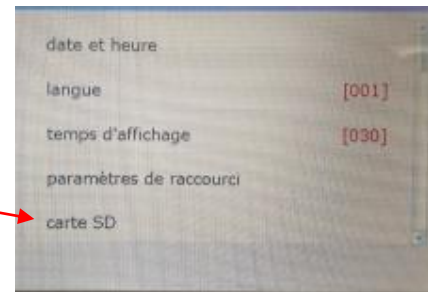 date et heure
langue [001]
temps d'affichage [030]
paramètres de raccourci
carte SD